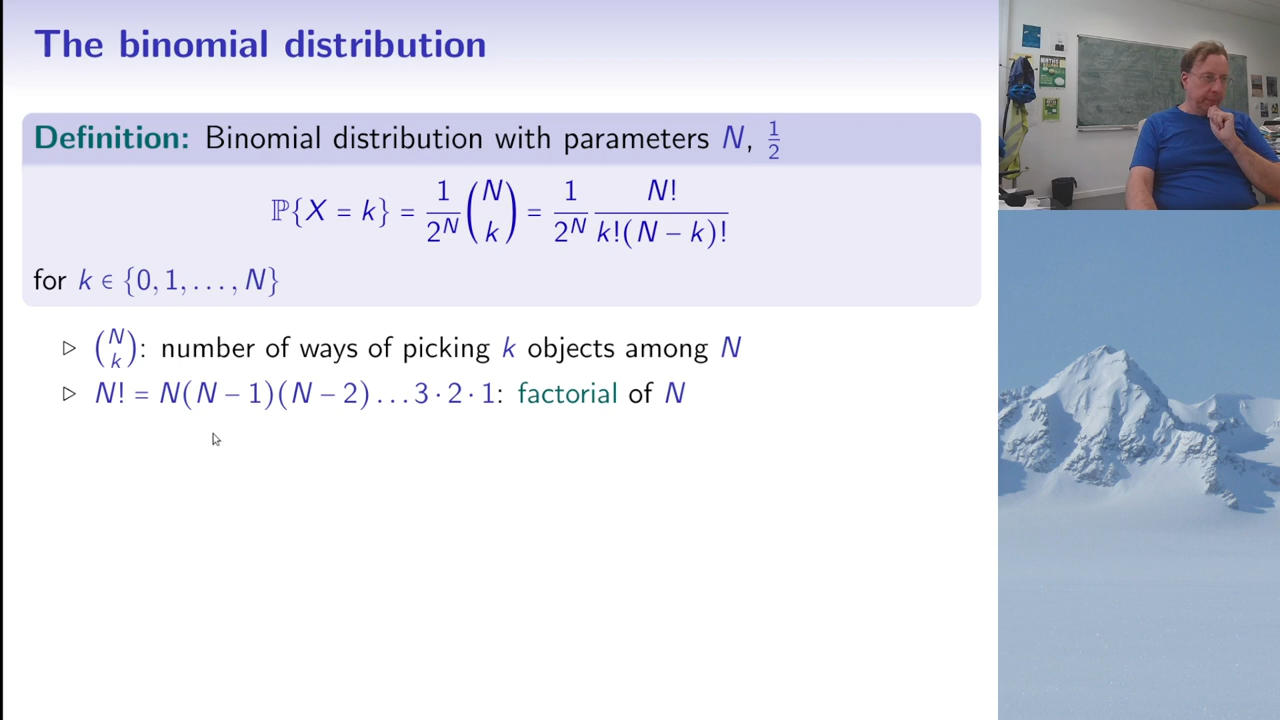 The binomial distribution
Definition: Binomial distribution with parameters N, 1/2
ℙ{X = k} = 1/2^N (N k) = 1/2^N N!/k!(N − k)!
for k ∈ {0, 1, . . . , N}
▷ (N k): number of ways of picking k objects among N
▷ N! = N(N − 1)(N − 2) . . . 3 · 2 · 1: factorial of N